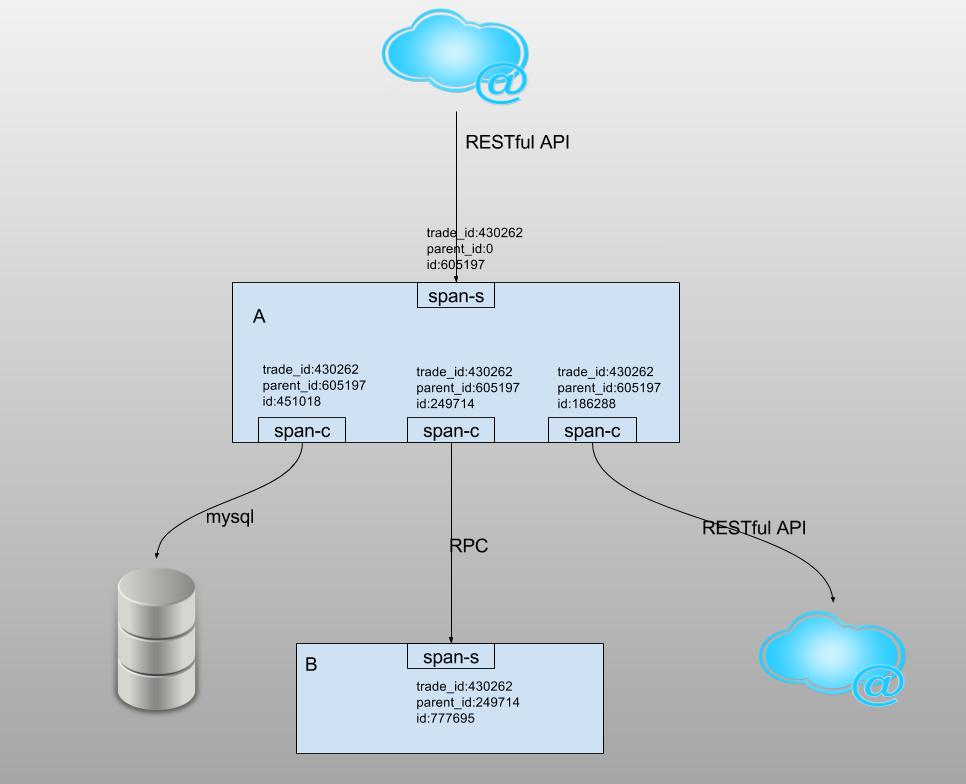 @
RESTful API
trade_id:430262
parent_id:0
id:605197
span-s
A
trade_id:430262
parent_id:605197
id:451018
span-c
trade_id:430262
parent_id:605197
id:249714
span-c
trade_id:430262
parent_id:605197
id:186288
span-c
mysql
RPC
RESTful API
@
B
span-s
trade_id:430262
parent_id:249714
id:777695